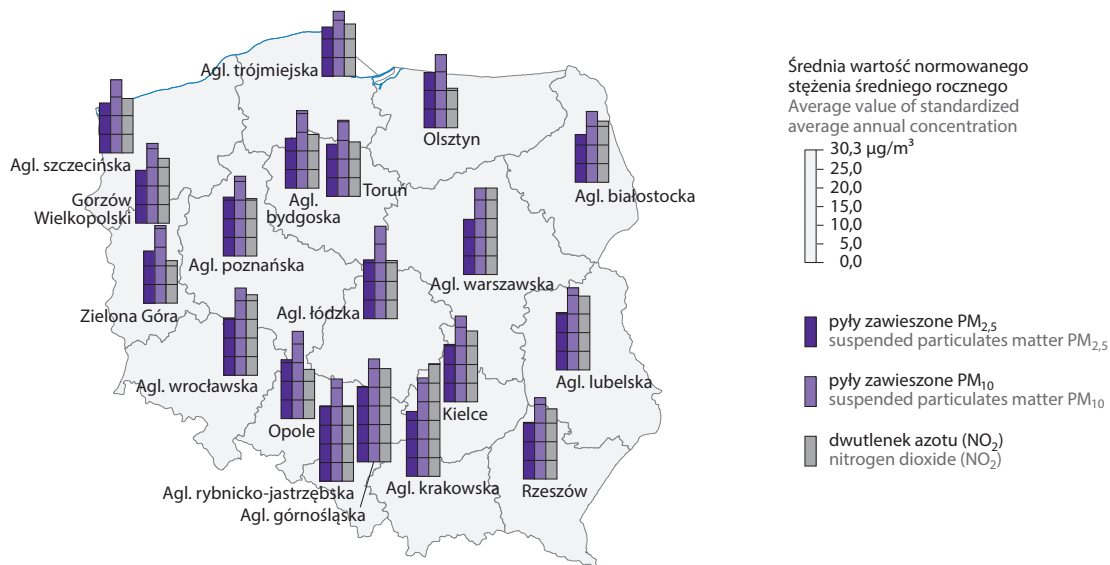 Agl. trójmiejska
Olsztyn
Agl. szczecińska
Gorzów
Wielkopolski
Agl.
bydgoska
Toruń
Agl. białostocka
Agl. poznańska
Agl. warszawska
Zielona Góra
Agl. łódzka
Agl. wrocławska
Agl. lubelska
Kielce
Opole
Agl. rybnicko-jastrzębska
Agl. górnośląska
Agl. krakowska
Rzeszów
Średnia wartość normowanego
stężenia średniego rocznego
Average value of standardized
average annual concentration
30,3 µg/m³
25,0
20,0
15,0
10,0
5,0
0,0
pyły zawieszone PM₂,₅
suspended particulates matter PM₂,₅
pyły zawieszone PM₁₀
suspended particulates matter PM₁₀
dwutlenek azotu (NO₂)
nitrogen dioxide (NO₂)